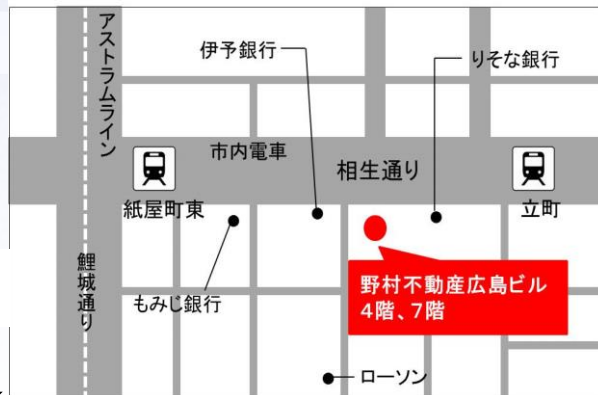 アストラムライン
伊予銀行
りそな銀行
市内電車
相生通り
紙屋町東
立町
鯉城通り
もみじ銀行
野村不動産広島ビル
4階、7階
ローソン